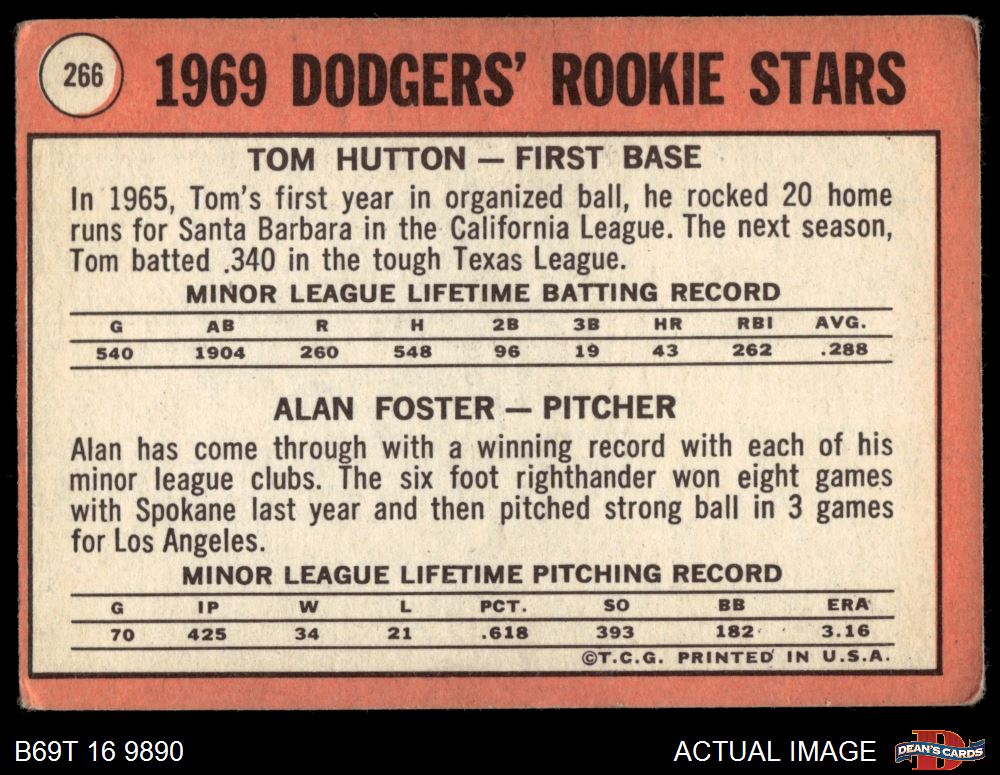 266
1969 DODGERS' ROOKIE STARS
TOM HUTTON — FIRST BASE
In 1965, Tom's first year in organized ball, he rocked 20 home
runs for Santa Barbara in the California League. The next season,
Tom batted .340 in the tough Texas League.
MINOR LEAGUE LIFETIME BATTING RECORD
G AB R H 2B 3B HR RBI AVG.
540 1904 260 548 96 19 43 262 .288
ALAN FOSTER — PITCHER
Alan has come through with a winning record with each of his
minor league clubs. The six foot righthander won eight games
with Spokane last year and then pitched strong ball in 3 games
for Los Angeles.
MINOR LEAGUE LIFETIME PITCHING RECORD
G IP W L PCT. SO BB ERA
70 425 34 21 .618 393 182 3.16
©T.C.G. PRINTED IN U.S.A.
B69T 16 9890
ACTUAL IMAGE
D
DEAN'S CARDS